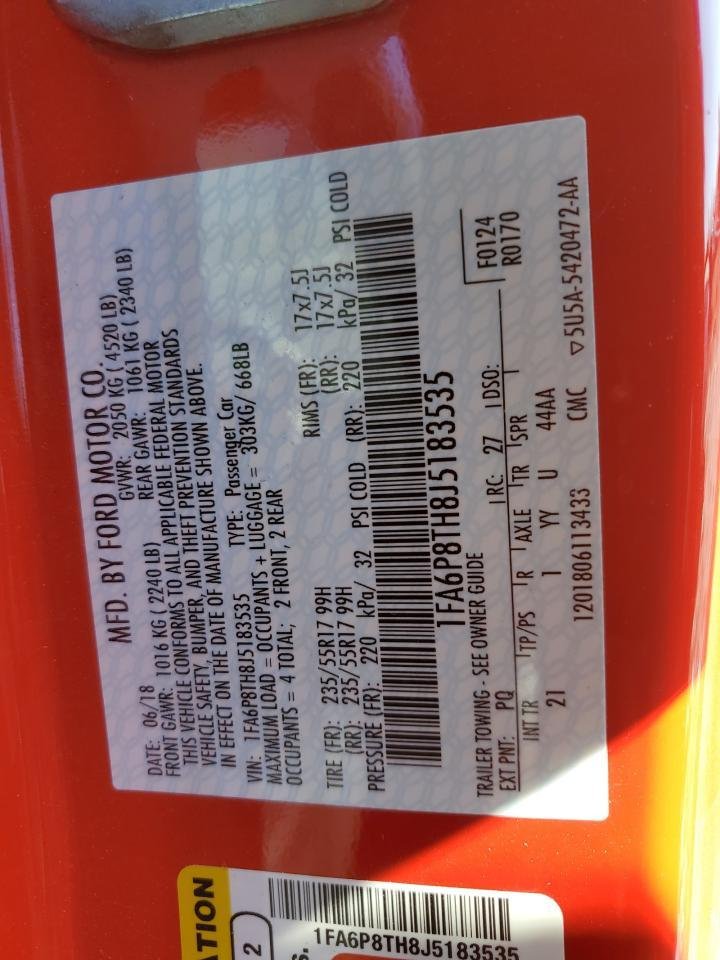 MFD. BY FORD MOTOR CO.
DATE: 06/18 GVWR: 2050 KG ( 4520 LB)
FRONT GAWR: 1016 KG ( 2240 LB) REAR GAWR: 1061 KG ( 2340 LB)
THIS VEHICLE CONFORMS TO ALL APPLICABLE FEDERAL MOTOR
VEHICLE SAFETY, BUMPER, AND THEFT PREVENTION STANDARDS
IN EFFECT ON THE DATE OF MANUFACTURE SHOWN ABOVE.
VIN: 1FA6P8TH8J5183535 TYPE: Passenger Car
MAXIMUM LOAD = OCCUPANTS + LUGGAGE = 303KG/ 668LB
OCCUPANTS = 4 TOTAL; 2 FRONT, 2 REAR
TIRE (FR): 235/55R17 99H RIMS (FR): 17x7.5J
(RR): 235/55R17 99H (RR): 17x7.5J
PRESSURE (FR): 220 kPa/ 32 PSI COLD (RR): 220 kPa/ 32 PSI COLD
1FA6P8TH8J5183535
TRAILER TOWING - SEE OWNER GUIDE F0124
EXT PNT: PQ RC: 27 DSO: R0170
INT TR TP/PS R AXLE TR SPR
21 I YY U 44AA
1201806113433 CMC ▽5U5A-5420472-AA
ATION
2
S.
1FA6P8TH8J5183535